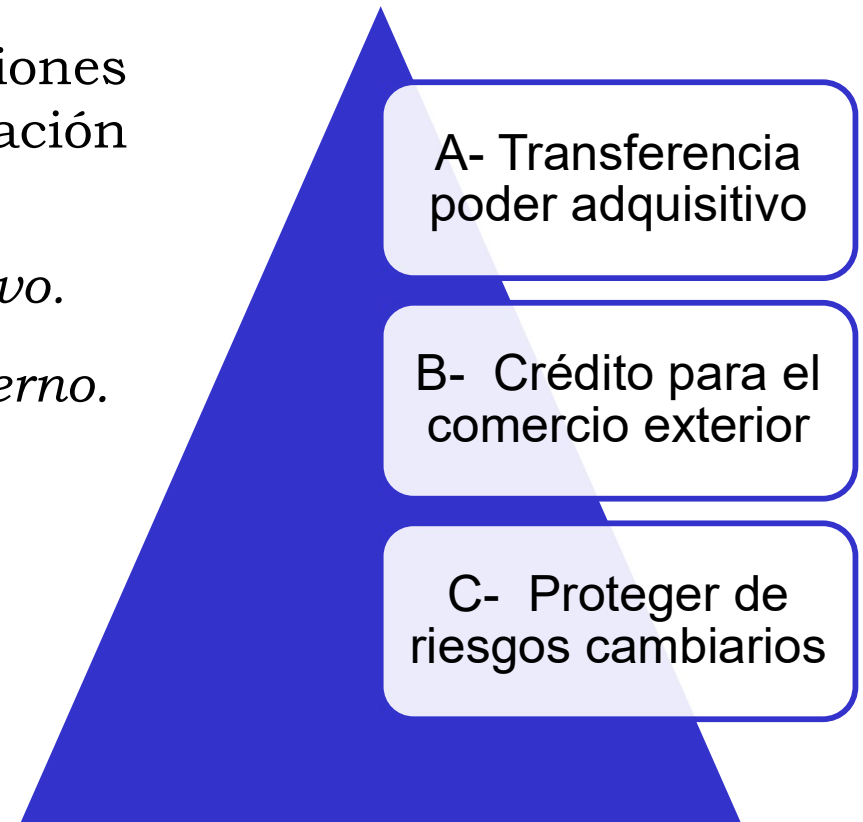 iones
ación
vo.
erno.
A- Transferencia
poder adquisitivo
B- Crédito para el
comercio exterior
C- Proteger de
riesgos cambiarios